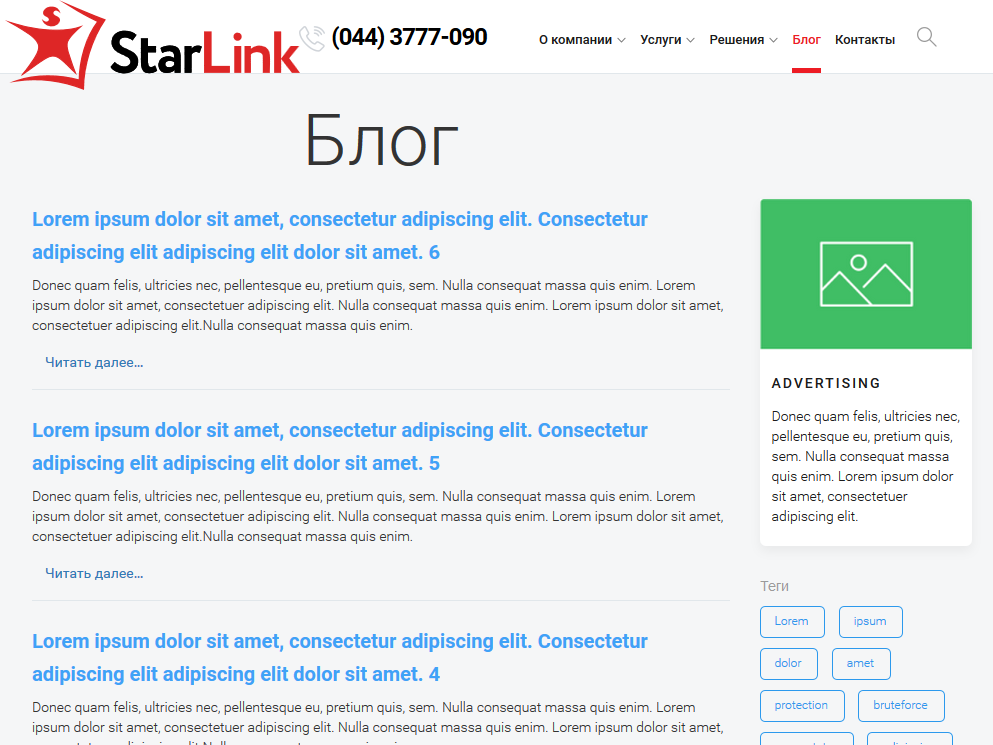 StarLink
(044) 3777-090
О компании
Услуги
Решения
Блог
Контакты
Блог
Lorem ipsum dolor sit amet, consectetur adipiscing elit. Consectetur
adipiscing elit adipiscing elit dolor sit amet. 6
Donec quam felis, ultricies nec, pellentesque eu, pretium quis, sem. Nulla consequat massa quis enim. Lorem
ipsum dolor sit amet, consectetuer adipiscing elit. Nulla consequat massa quis enim. Lorem ipsum dolor sit amet,
consectetuer adipiscing elit.Nulla consequat massa quis enim.
Читать далее...
Lorem ipsum dolor sit amet, consectetur adipiscing elit. Consectetur
adipiscing elit adipiscing elit dolor sit amet. 5
Donec quam felis, ultricies nec, pellentesque eu, pretium quis, sem. Nulla consequat massa quis enim. Lorem
ipsum dolor sit amet, consectetuer adipiscing elit. Nulla consequat massa quis enim. Lorem ipsum dolor sit amet,
consectetuer adipiscing elit.Nulla consequat massa quis enim.
Читать далее...
Lorem ipsum dolor sit amet, consectetur adipiscing elit. Consectetur
adipiscing elit adipiscing elit dolor sit amet. 4
Donec quam felis, ultricies nec, pellentesque eu, pretium quis, sem. Nulla consequat massa quis enim. Lorem
ipsum dolor sit amet, consectetuer adipiscing elit. Nulla consequat massa quis enim. Lorem ipsum dolor sit amet,
ADVERTISING
Donec quam felis, ultricies nec,
pellentesque eu, pretium quis,
sem. Nulla consequat massa
quis enim. Lorem ipsum dolor
sit amet, consectetuer
adipiscing elit.
Теги
Lorem
ipsum
dolor
amet
protection
bruteforce